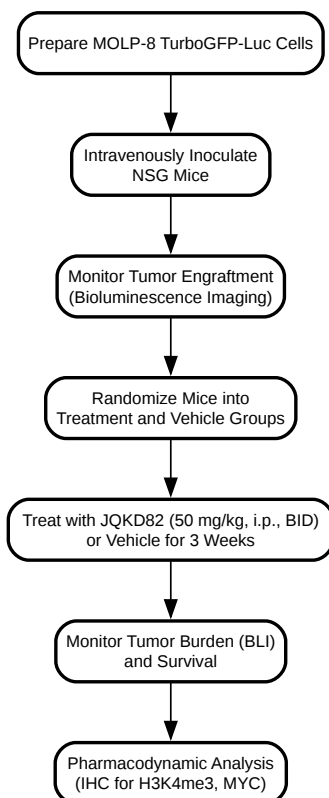 Prepare MOLP-8 TurboGFP-Luc Cells
Intravenously Inoculate
NSG Mice
Monitor Tumor Engraftment
(Bioluminescence Imaging)
Randomize Mice into
Treatment and Vehicle Groups
Treat with JQKD82 (50 mg/kg, i.p., BID)
or Vehicle for 3 Weeks
Monitor Tumor Burden (BLI)
and Survival
Pharmacodynamic Analysis
(IHC for H3K4me3, MYC)